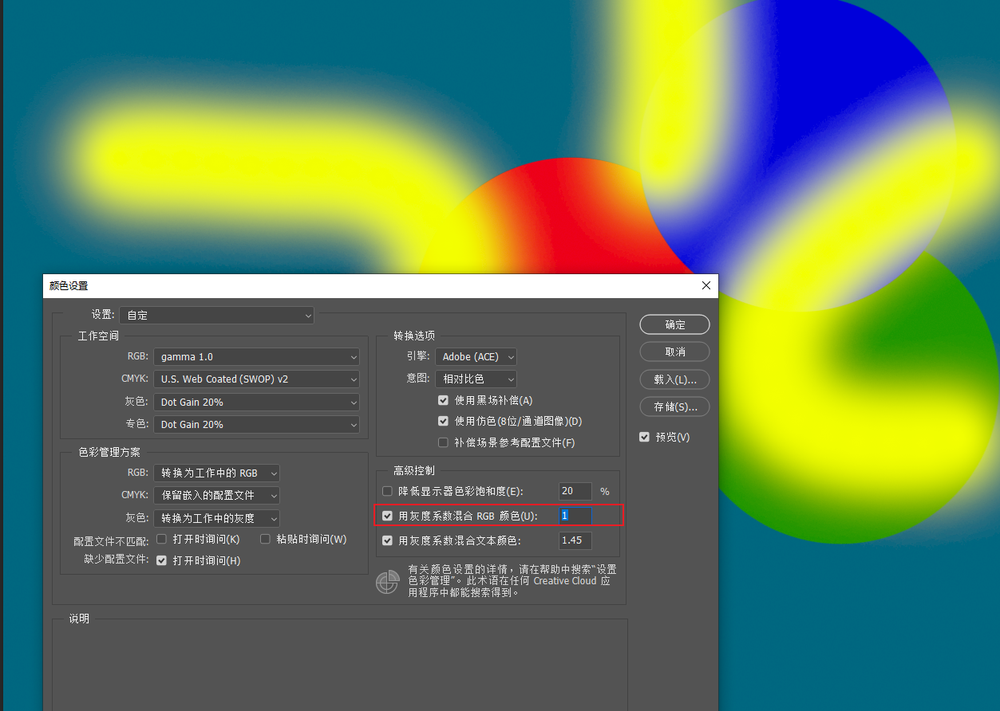 颜色设置
设置: 自定
工作空间
RGB: gamma 1.0
CMYK: U.S. Web Coated (SWOP) v2
灰色: Dot Gain 20%
专色: Dot Gain 20%
色彩管理方案
RGB: 转换为工作中的 RGB
CMYK: 保留嵌入的配置文件
灰色: 转换为工作中的灰度
配置文件不匹配: 打开时询问(K) 粘贴时询问(W)
缺少配置文件: 打开时询问(H)
转换选项
引擎: Adobe (ACE)
意图: 相对比色
使用黑场补偿(A)
使用仿色(8位/通道图像)(D)
补偿场景参考配置文件(F)
高级控制
降低显示器色彩饱和度(E): 20 %
用灰度系数混合 RGB 颜色(U): 1
用灰度系数混合文本颜色: 1.45
有关颜色设置的详情，请在帮助中搜索“设置
色彩管理”。此术语在任何 Creative Cloud 应
用程序中都能搜索得到。
确定
取消
载入(L)...
存储(S)...
预览(V)
说明